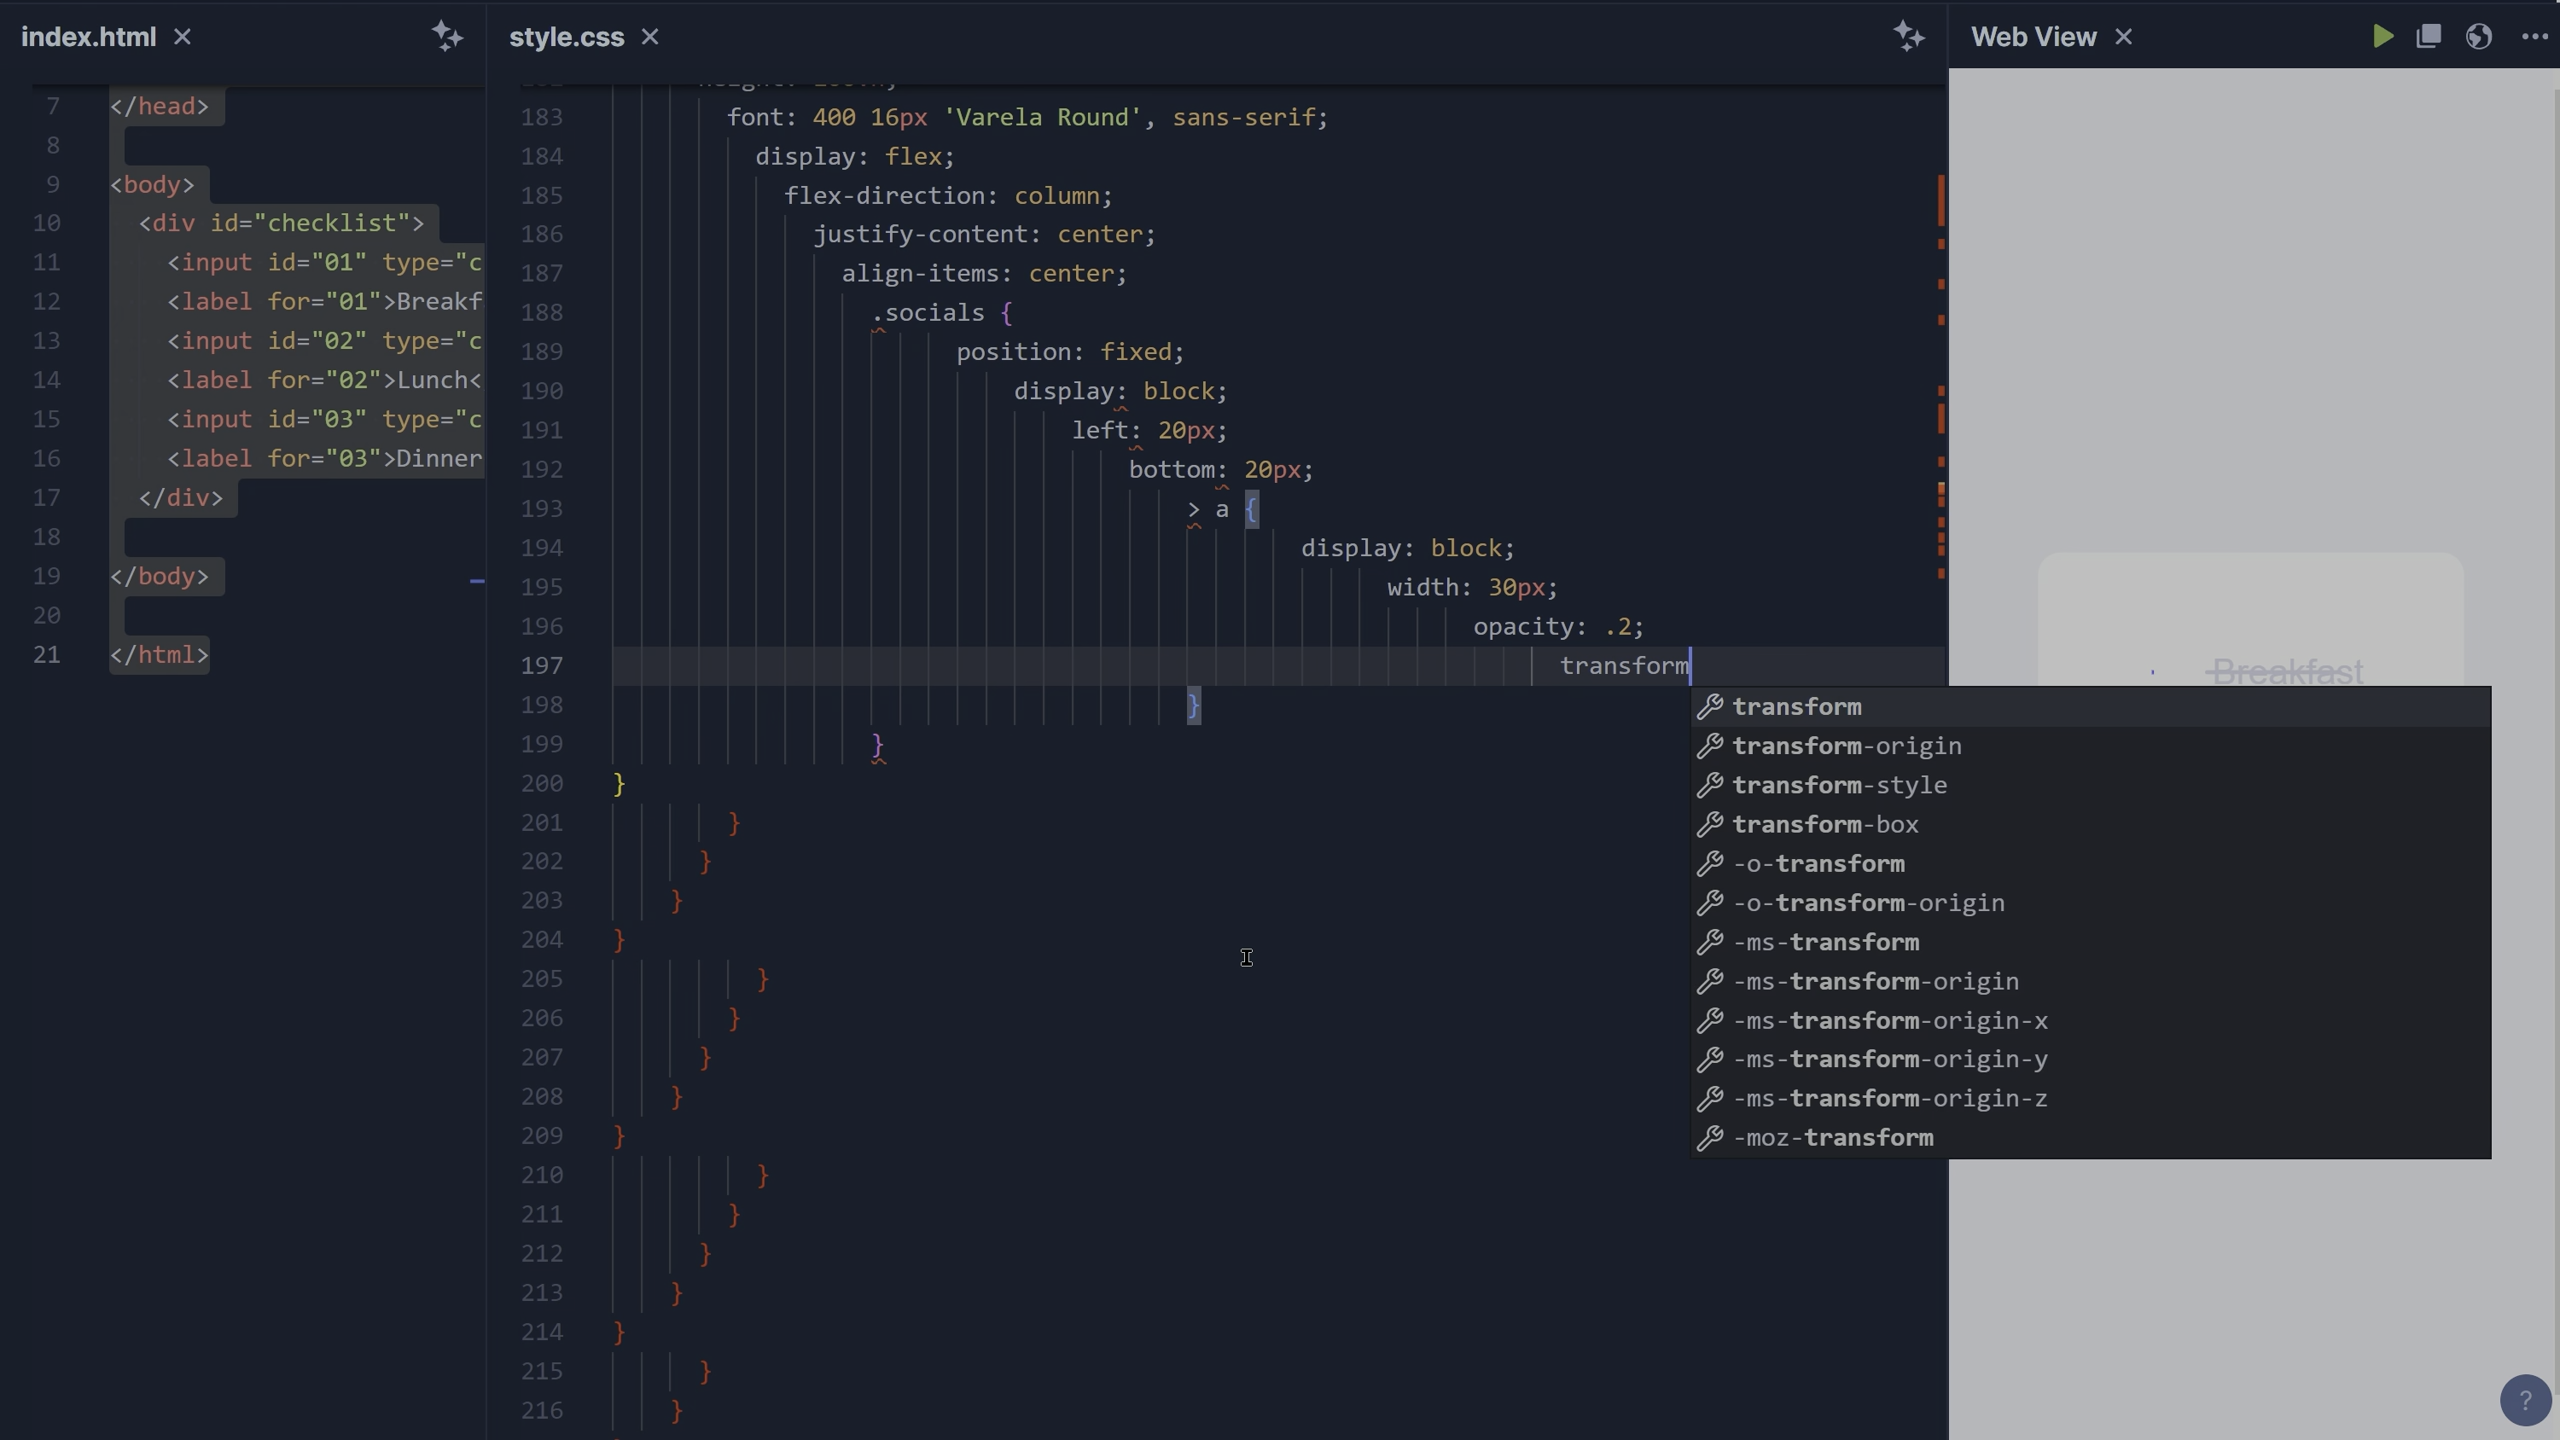 index.html
style.css
Web View
7 </head>
8
9 <body>
10 <div id="checklist">
11 <input id="01" type="c
12 <label for="01">Breakf
13 <input id="02" type="c
14 <label for="02">Lunch<
15 <input id="03" type="c
16 <label for="03">Dinner
17 </div>
18
19 </body>
20
21 </html>
183 font: 400 16px 'Varela Round', sans-serif;
184 display: flex;
185 flex-direction: column;
186 justify-content: center;
187 align-items: center;
188 .socials {
189 position: fixed;
190 display: block;
191 left: 20px;
192 bottom: 20px;
193 > a {
194 display: block;
195 width: 30px;
196 opacity: .2;
197 transform
198 }
199 }
200 }
201 }
202 }
203 }
204 }
205 }
206 }
207 }
208 }
209 }
210 }
211 }
212 }
213 }
214 }
215 }
216 }
transform
transform-origin
transform-style
transform-box
-o-transform
-o-transform-origin
-ms-transform
-ms-transform-origin
-ms-transform-origin-x
-ms-transform-origin-y
-ms-transform-origin-z
-moz-transform
Breakfast
?